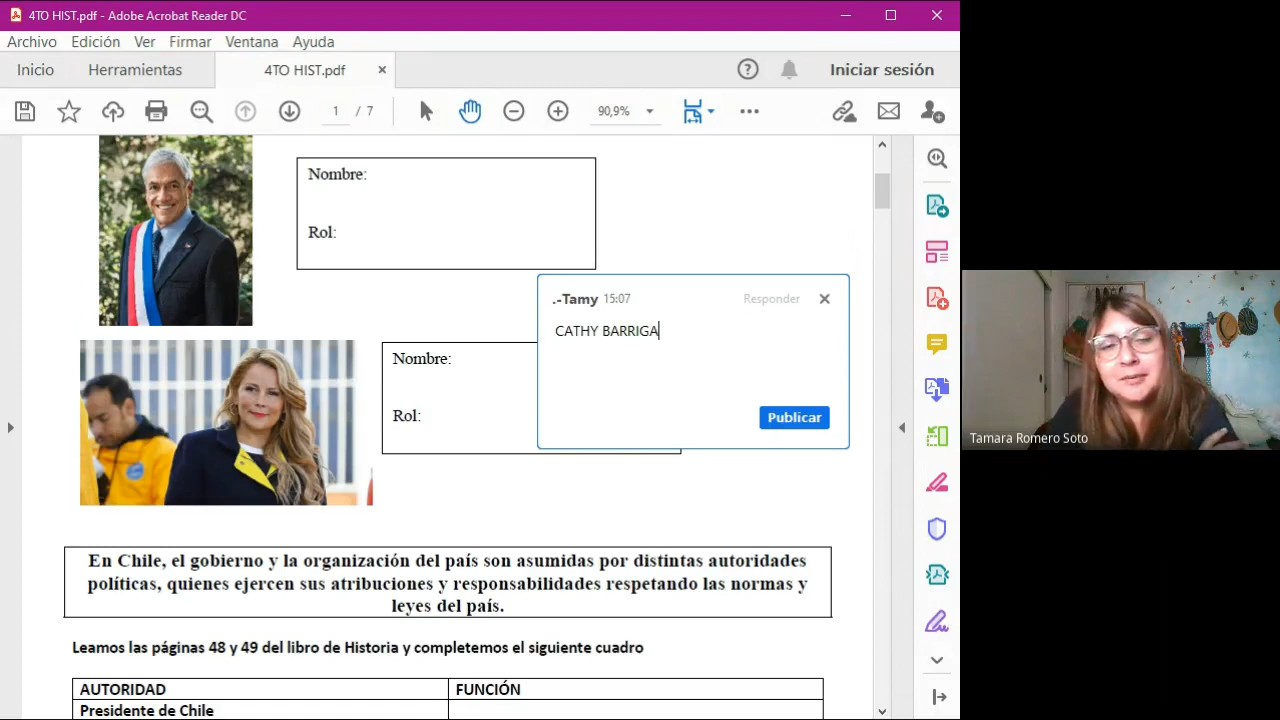 4TO HIST.pdf - Adobe Acrobat Reader DC
Archivo Edición Ver Firmar Ventana Ayuda
Inicio Herramientas 4TO HIST.pdf × Iniciar sesión
1 / 7 90,9%
Nombre:
Rol:
.-Tamy 15:07 Responder
CATHY BARRIGA
Publicar
Nombre:
Rol:
Tamara Romero Soto
En Chile, el gobierno y la organización del país son asumidas por distintas autoridades
políticas, quienes ejercen sus atribuciones y responsabilidades respetando las normas y
leyes del país.
Leamos las páginas 48 y 49 del libro de Historia y completemos el siguiente cuadro
AUTORIDAD FUNCIÓN
Presidente de Chile